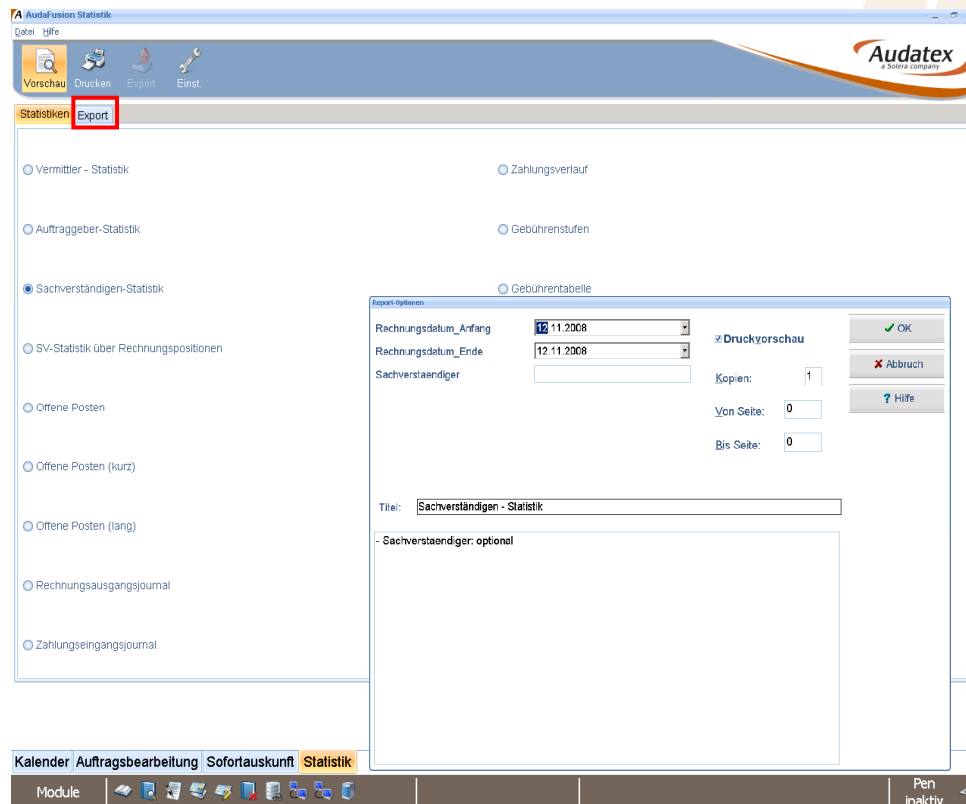 AudaFusion Statistik
Datei Hilfe
Vorschau Drucken Export Einst.
Audatex
a Solera company
Statistiken Export
Vermittler - Statistik
Zahlungsverlauf
Auftraggeber-Statistik
Gebührenstufen
Sachverständigen-Statistik
Gebührentabelle
SV-Statistik über Rechnungspositionen
Offene Posten
Offene Posten (kurz)
Offene Posten (lang)
Rechnungsausgangsjournal
Zahlungseingangsjournal
Report-Optionen
Rechnungsdatum_Anfang 12.11.2008
Rechnungsdatum_Ende 12.11.2008
Sachverstaendiger
Druckvorschau
Kopien: 1
Von Seite: 0
Bis Seite: 0
OK
Abbruch
? Hilfe
Titel: Sachverständigen - Statistik
- Sachverstaendiger: optional
Kalender Auftragsbearbeitung Sofortauskunft Statistik
Module
Pen
inaktiv